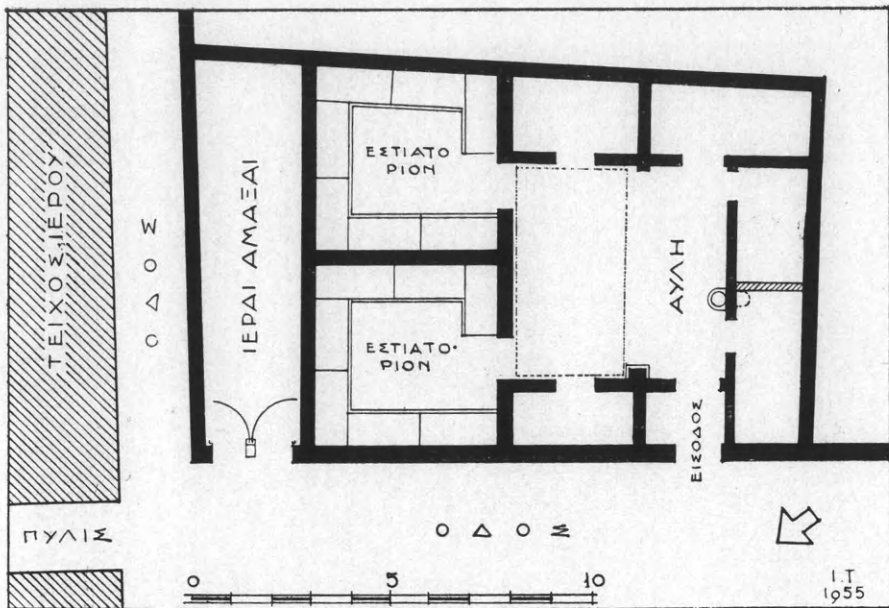 ΤΕΙΧΟΣ ΙΕΡΟΥ
ΟΔΟΣ
ΙΕΡΑΙ ΑΜΑΞΑΙ
ΕΣΤΙΑΤΟ
ΡΙΟΝ
ΕΣΤΙΑΤΟ-
ΡΙΟΝ
ΑΥΛΗ
ΕΙΣΟΔΟΣ
ΠΥΛΙΣ
ΟΔΟΣ
0 5 10
I.T
1955